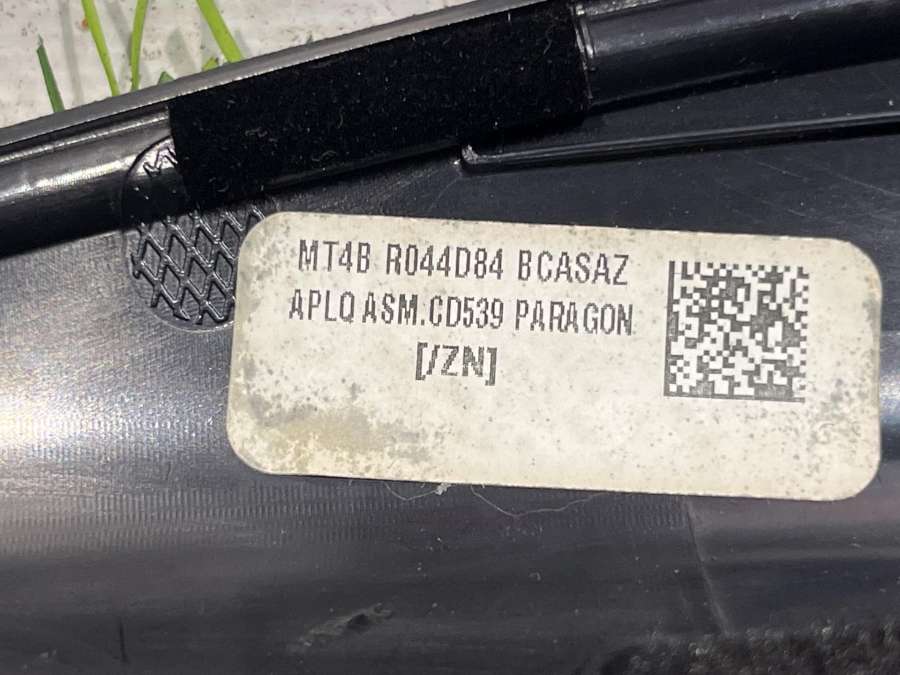 MT4B R044D84 BCASAZ
APLQ ASM.CD539 PARAGON
[/ZN]